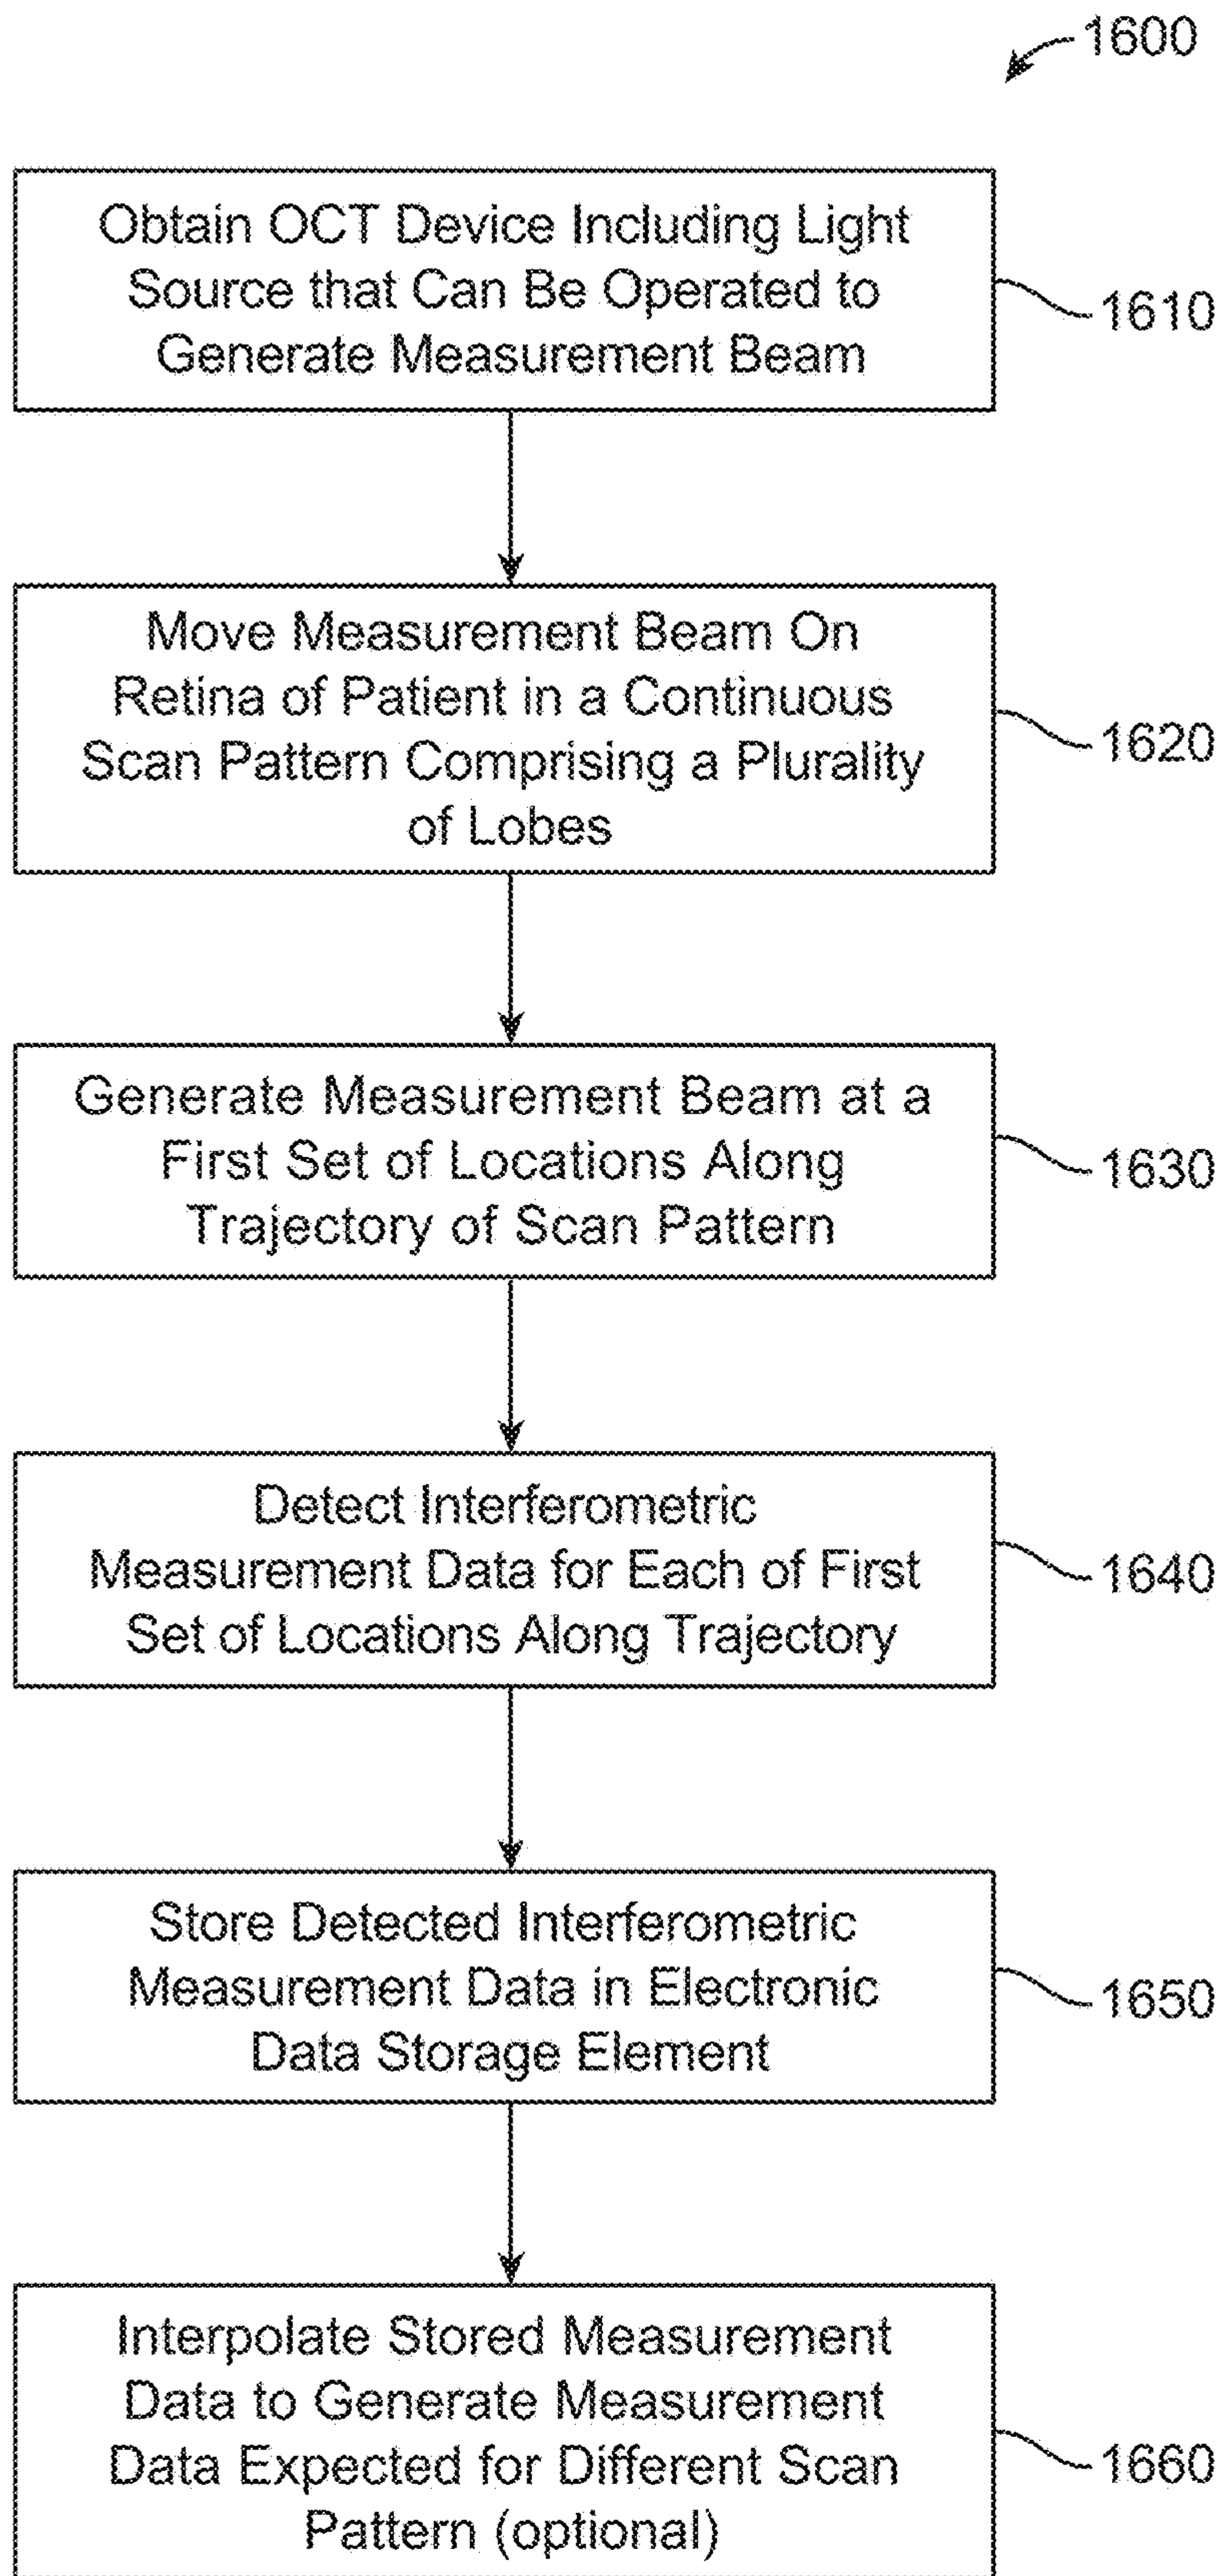 1600
Obtain OCT Device Including Light
Source that Can Be Operated to
Generate Measurement Beam
1610
Move Measurement Beam On
Retina of Patient in a Continuous
Scan Pattern Comprising a Plurality
of Lobes
1620
Generate Measurement Beam at a
First Set of Locations Along
Trajectory of Scan Pattern
1630
Detect Interferometric
Measurement Data for Each of First
Set of Locations Along Trajectory
1640
Store Detected Interferometric
Measurement Data in Electronic
Data Storage Element
1650
Interpolate Stored Measurement
Data to Generate Measurement
Data Expected for Different Scan
Pattern (optional)
1660